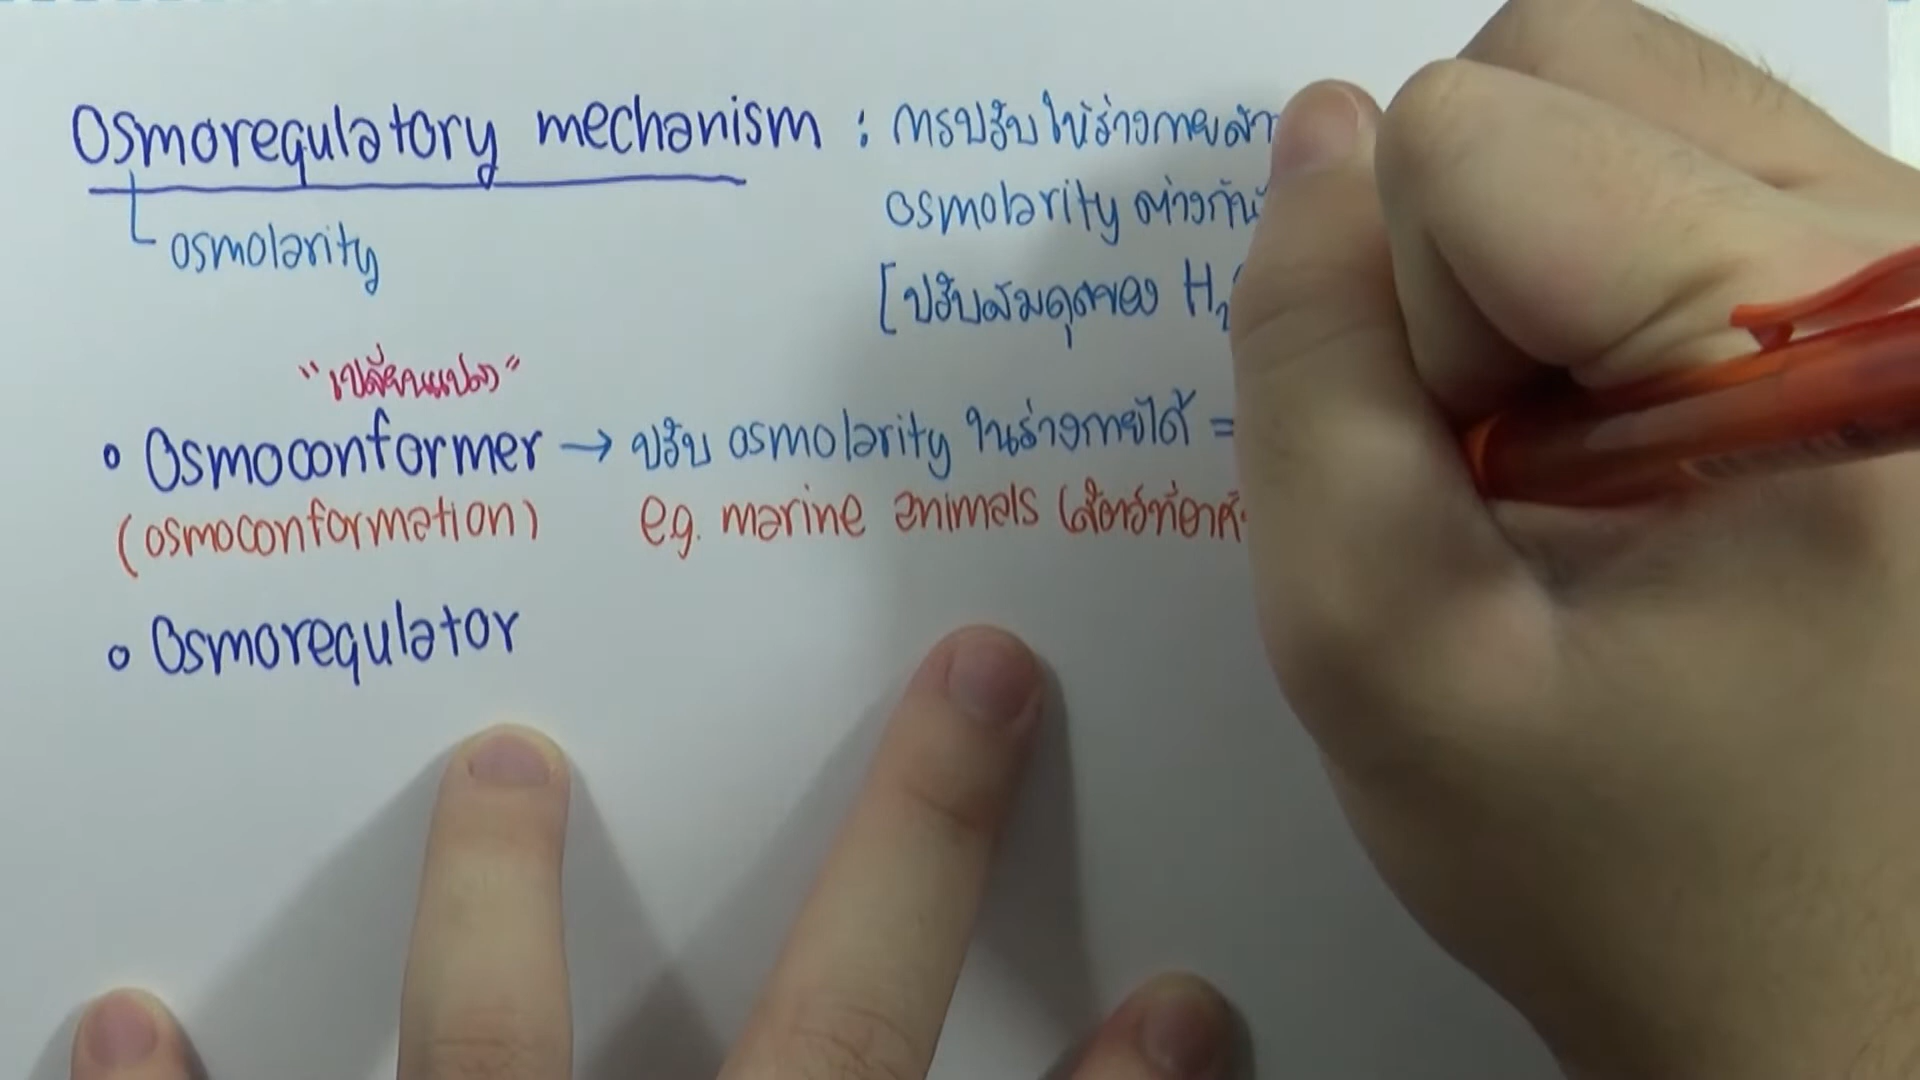 Osmoregulatory mechanism : การปรับให้ร่างกาย
osmolarity
osmolarity ต่างกัน
[ปรับสมดุลของ H₂
"เปลี่ยนแปลง"
• Osmoconformer → ปรับ osmolarity ในร่างกายได้ =
(osmoconformation) e.g. marine animals (สัตว์ที่อาศั
• Osmoregulator